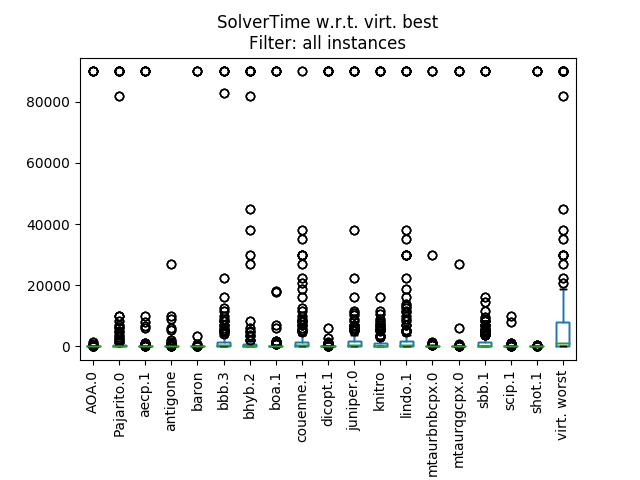 SolverTime w.r.t. virt. best
Filter: all instances
80000
60000
40000
20000
0
AOA.0
Pajarito.0
aecp.1
antigone
baron
bbb.3
bhyb.2
boa.1
couenne.1
dicopt.1
juniper.0
knitro
lindo.1
mtaurbnbcpx.0
mtaurqgcpx.0
sbb.1
scip.1
shot.1
virt. worst